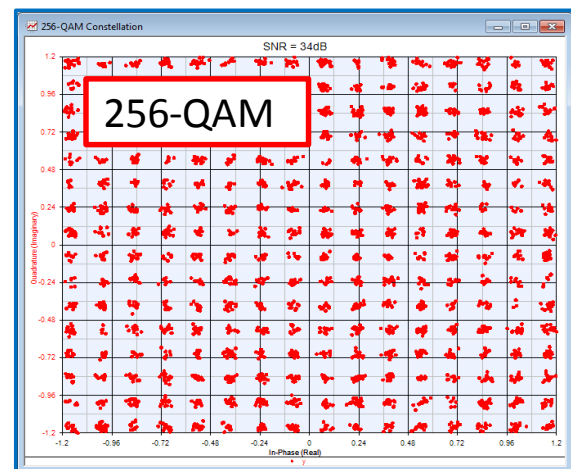 256-QAM Constellation
SNR = 34dB
256-QAM
1.2
0.96
0.72
0.48
0.24
0
-0.24
-0.48
-0.72
-0.96
-1.2
Quadrature (Imaginary)
-1.2 -0.96 -0.72 -0.48 -0.24 0 0.24 0.48 0.72 0.96 1.2
In-Phase (Real)
y